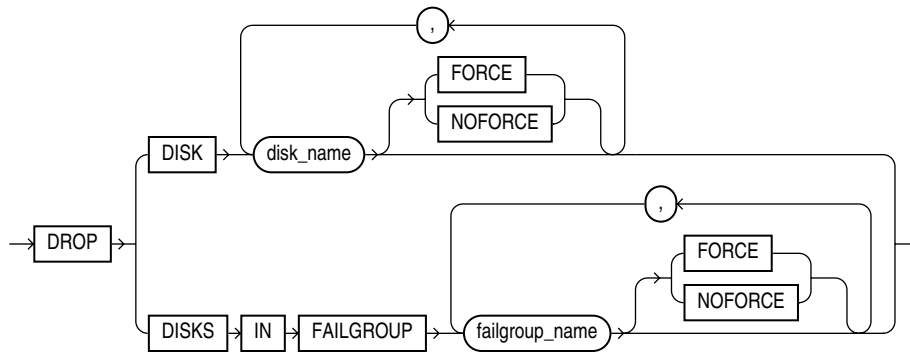 ,
FORCE
NOFORCE
DISK disk_name
,
DROP
FORCE
NOFORCE
DISKS IN FAILGROUP failgroup_name